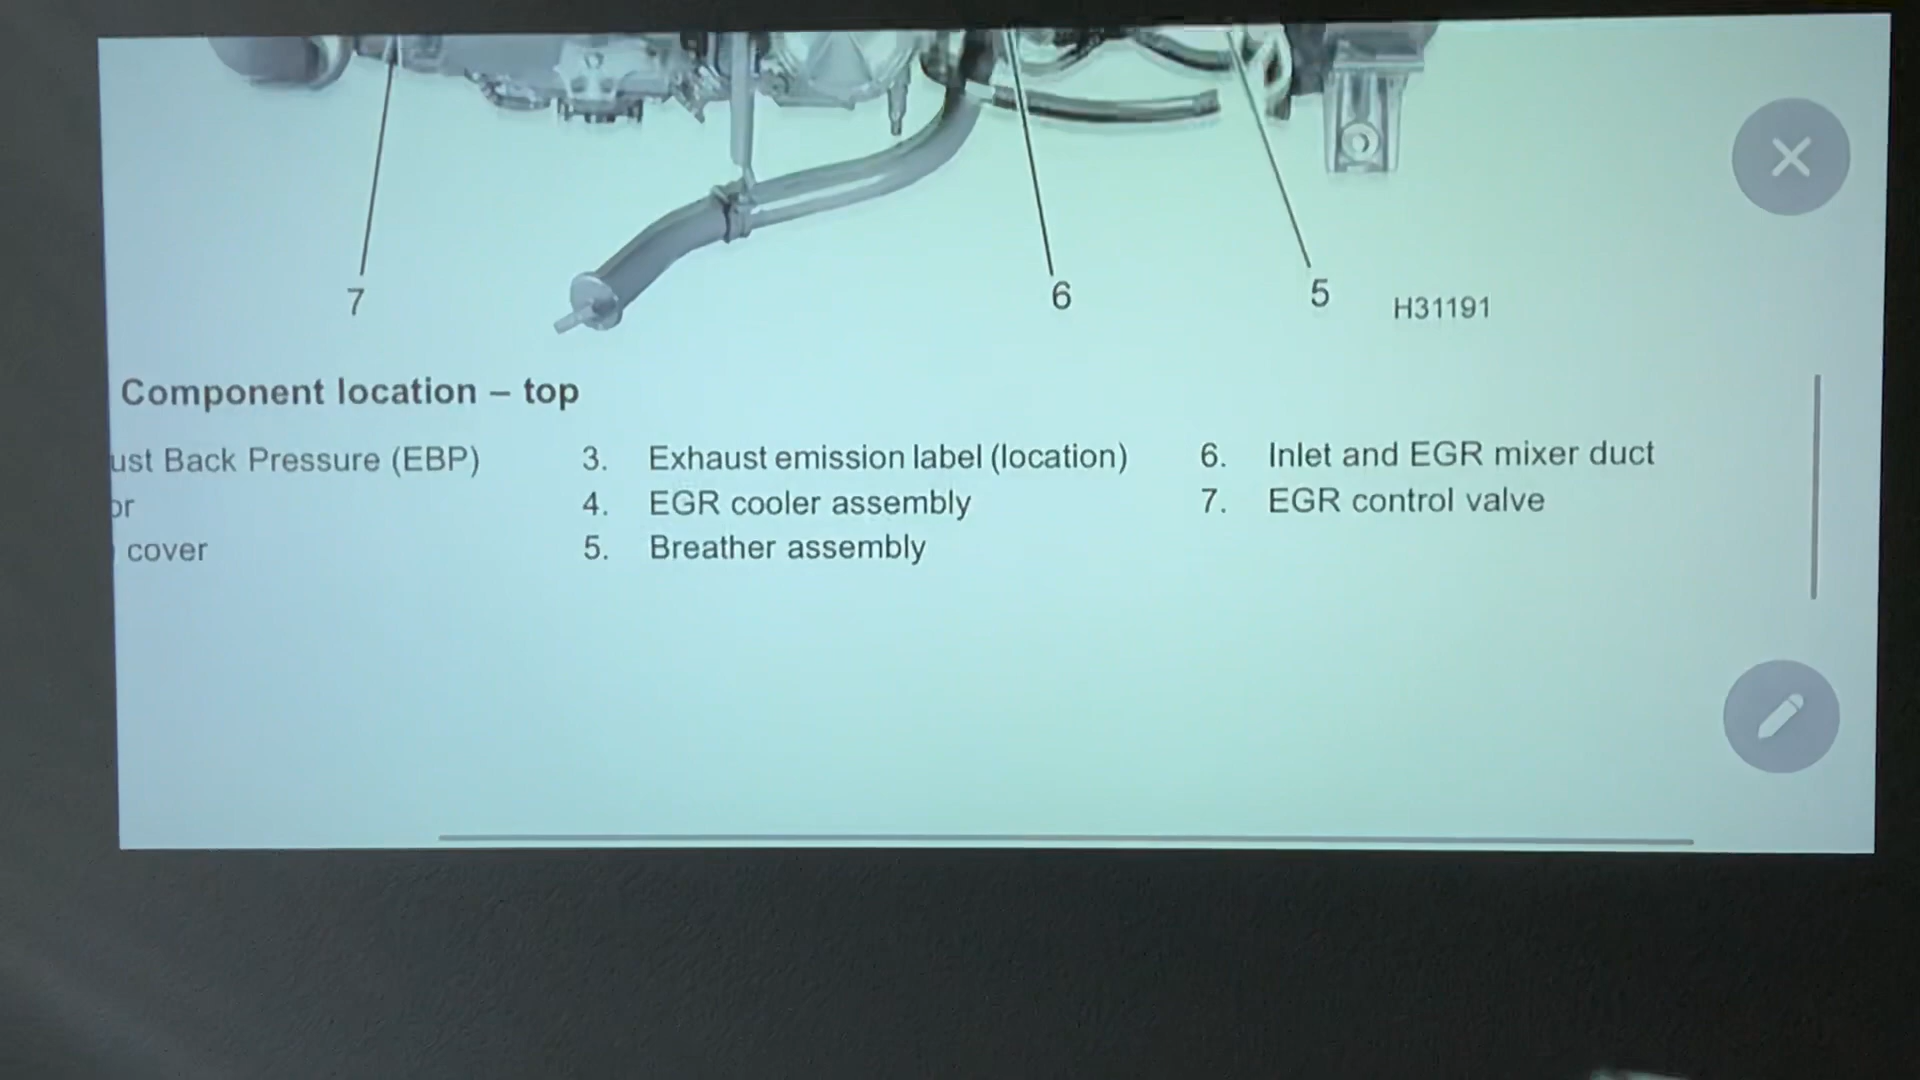 7
6
5
H31191
Component location – top
ust Back Pressure (EBP)
or
cover
3. Exhaust emission label (location)
4. EGR cooler assembly
5. Breather assembly
6. Inlet and EGR mixer duct
7. EGR control valve